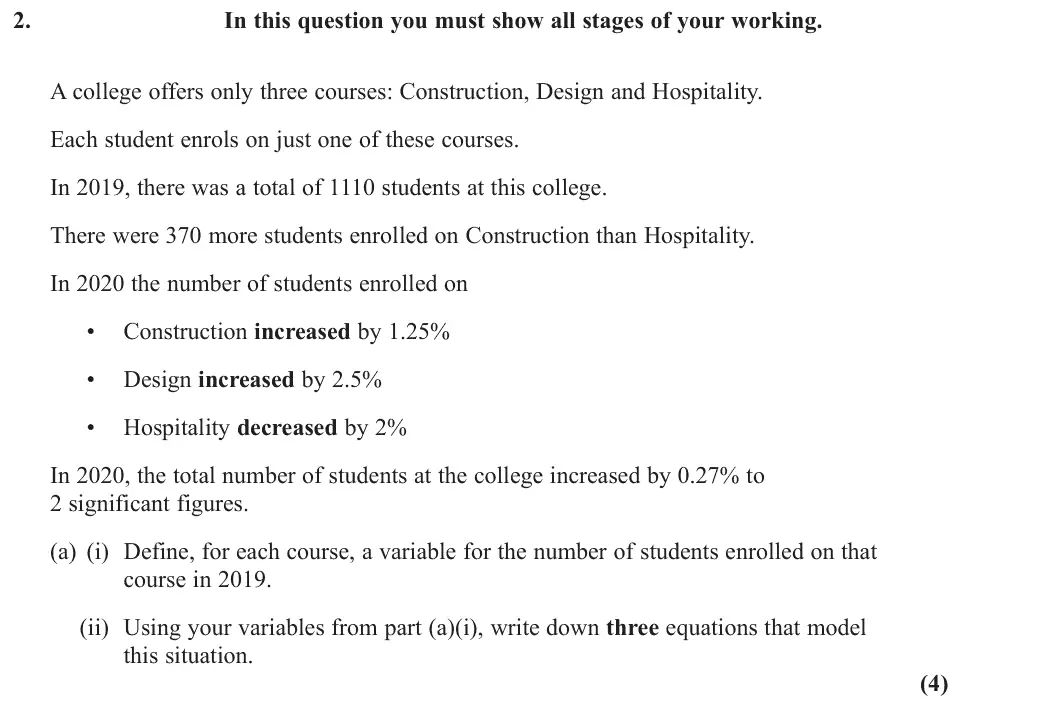 2. In this question you must show all stages of your working.
A college offers only three courses: Construction, Design and Hospitality.
Each student enrols on just one of these courses.
In 2019, there was a total of 1110 students at this college.
There were 370 more students enrolled on Construction than Hospitality.
In 2020 the number of students enrolled on
• Construction increased by 1.25%
• Design increased by 2.5%
• Hospitality decreased by 2%
In 2020, the total number of students at the college increased by 0.27% to
2 significant figures.
(a) (i) Define, for each course, a variable for the number of students enrolled on that
course in 2019.
(ii) Using your variables from part (a)(i), write down three equations that model
this situation.
(4)